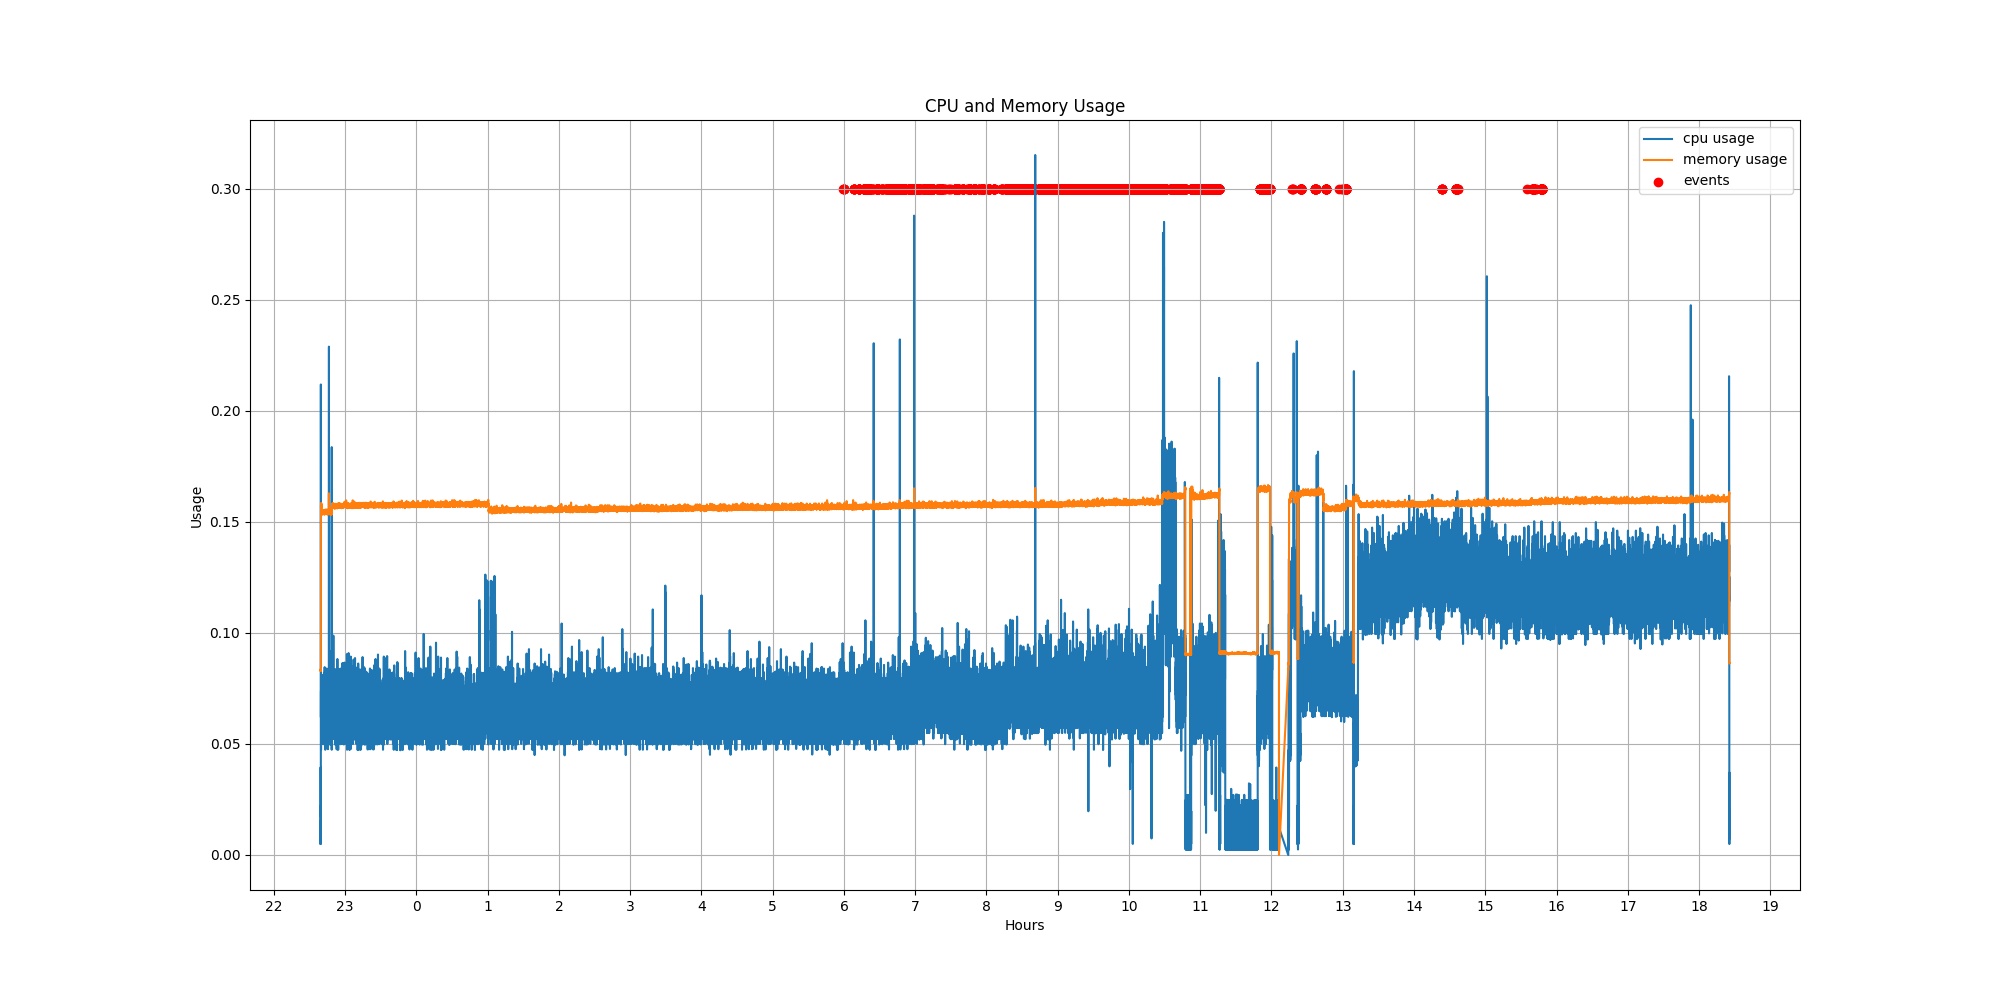 CPU and Memory Usage
cpu usage
memory usage
events
0.30
0.25
0.20
0.15
0.10
0.05
0.00
Usage
22 23 0 1 2 3 4 5 6 7 8 9 10 11 12 13 14 15 16 17 18 19
Hours